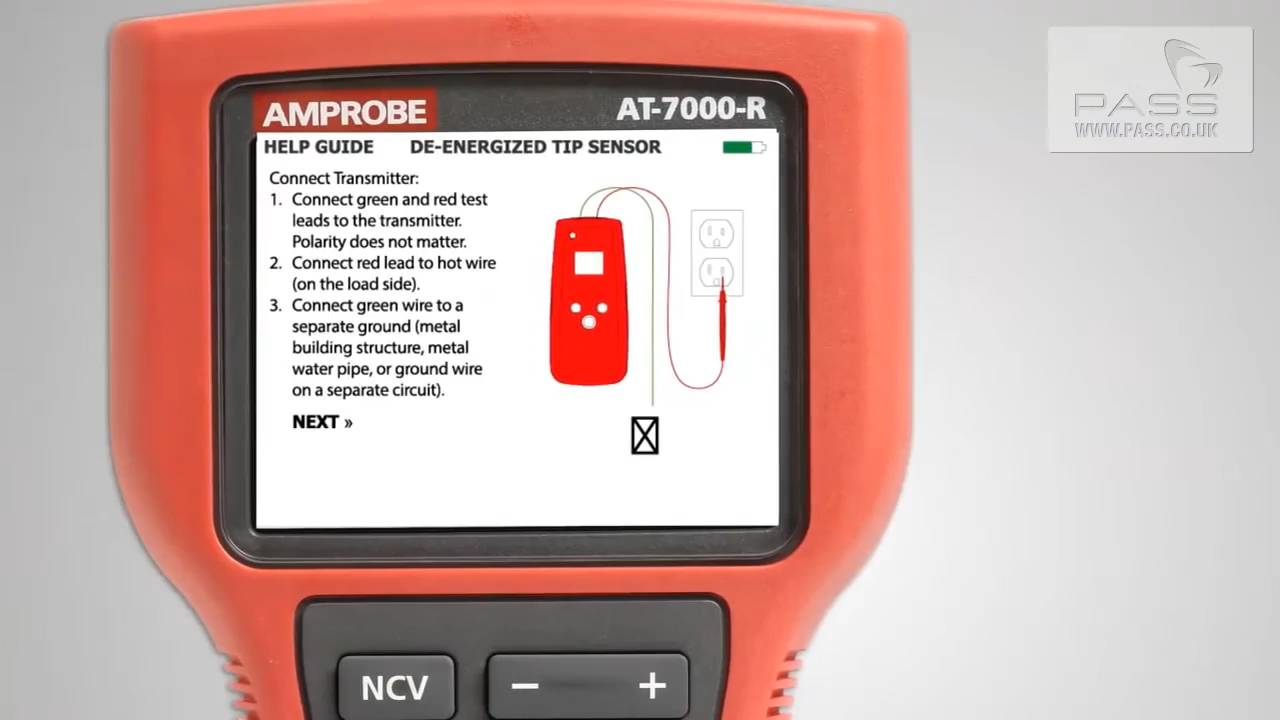 PASS
WWW.PASS.CO.UK
AMPROBE
AT-7000-R
HELP GUIDE DE-ENERGIZED TIP SENSOR
Connect Transmitter:
1. Connect green and red test
leads to the transmitter.
Polarity does not matter.
2. Connect red lead to hot wire
(on the load side).
3. Connect green wire to a
separate ground (metal
building structure, metal
water pipe, or ground wire
on a separate circuit).
NEXT »
NCV
− +